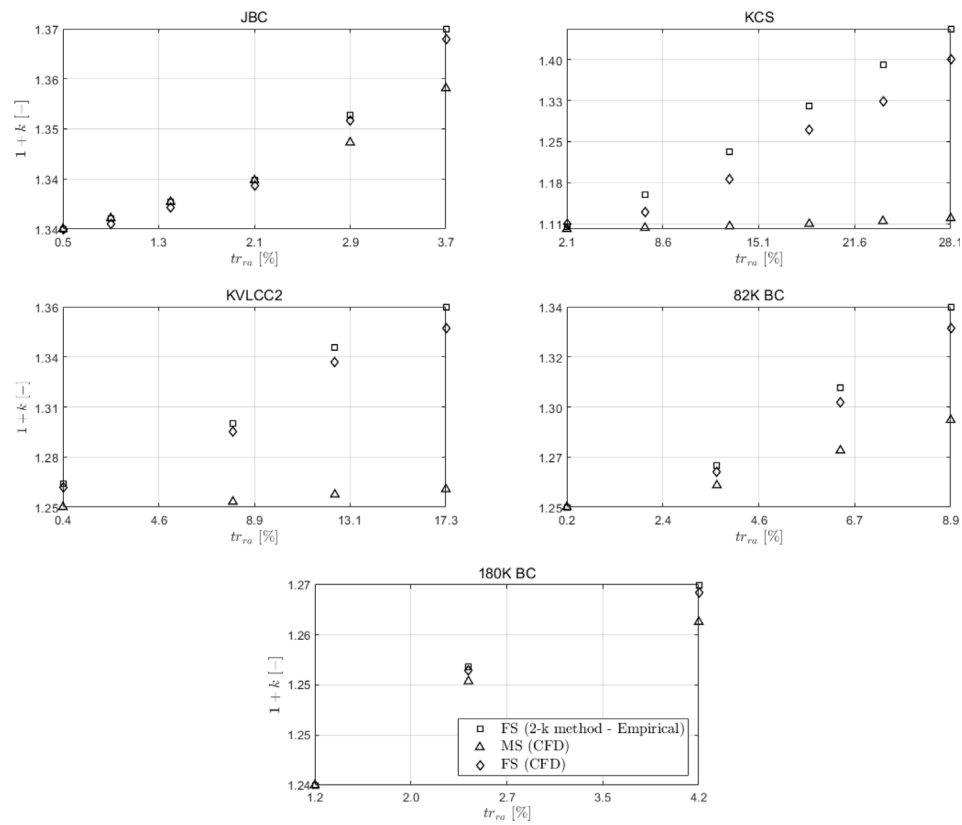 JBC
1.37
1.36
1.35
1.34
1.34
1 + k [−]
0.5 1.3 2.1 2.9 3.7
tr_ra [%]
KCS
1.40
1.33
1.25
1.18
1.11
2.1 8.6 15.1 21.6 28.1
tr_ra [%]
KVLCC2
1.36
1.34
1.31
1.28
1.25
1 + k [−]
0.4 4.6 8.9 13.1 17.3
tr_ra [%]
82K BC
1.34
1.32
1.30
1.27
1.25
0.2 2.4 4.6 6.7 8.9
tr_ra [%]
180K BC
1.27
1.26
1.25
1.25
1.24
1 + k [−]
1.2 2.0 2.7 3.5 4.2
tr_ra [%]
FS (2-k method - Empirical)
MS (CFD)
FS (CFD)